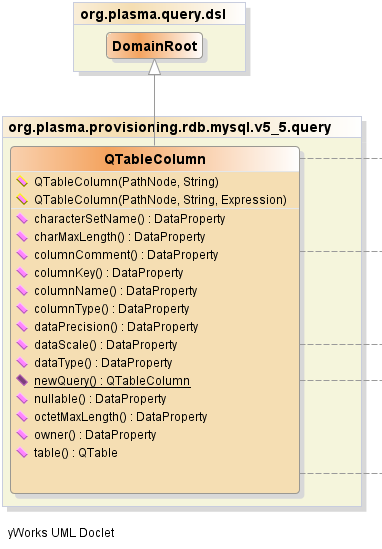 org.plasma.query.dsl
DomainRoot
org.plasma.provisioning.rdb.mysql.v5_5.query
QTableColumn
QTableColumn(PathNode, String)
QTableColumn(PathNode, String, Expression)
characterSetName() : DataProperty
charMaxLength() : DataProperty
columnComment() : DataProperty
columnKey() : DataProperty
columnName() : DataProperty
columnType() : DataProperty
dataPrecision() : DataProperty
dataScale() : DataProperty
dataType() : DataProperty
newQuery() : QTableColumn
nullable() : DataProperty
octetMaxLength() : DataProperty
owner() : DataProperty
table() : QTable
yWorks UML Doclet